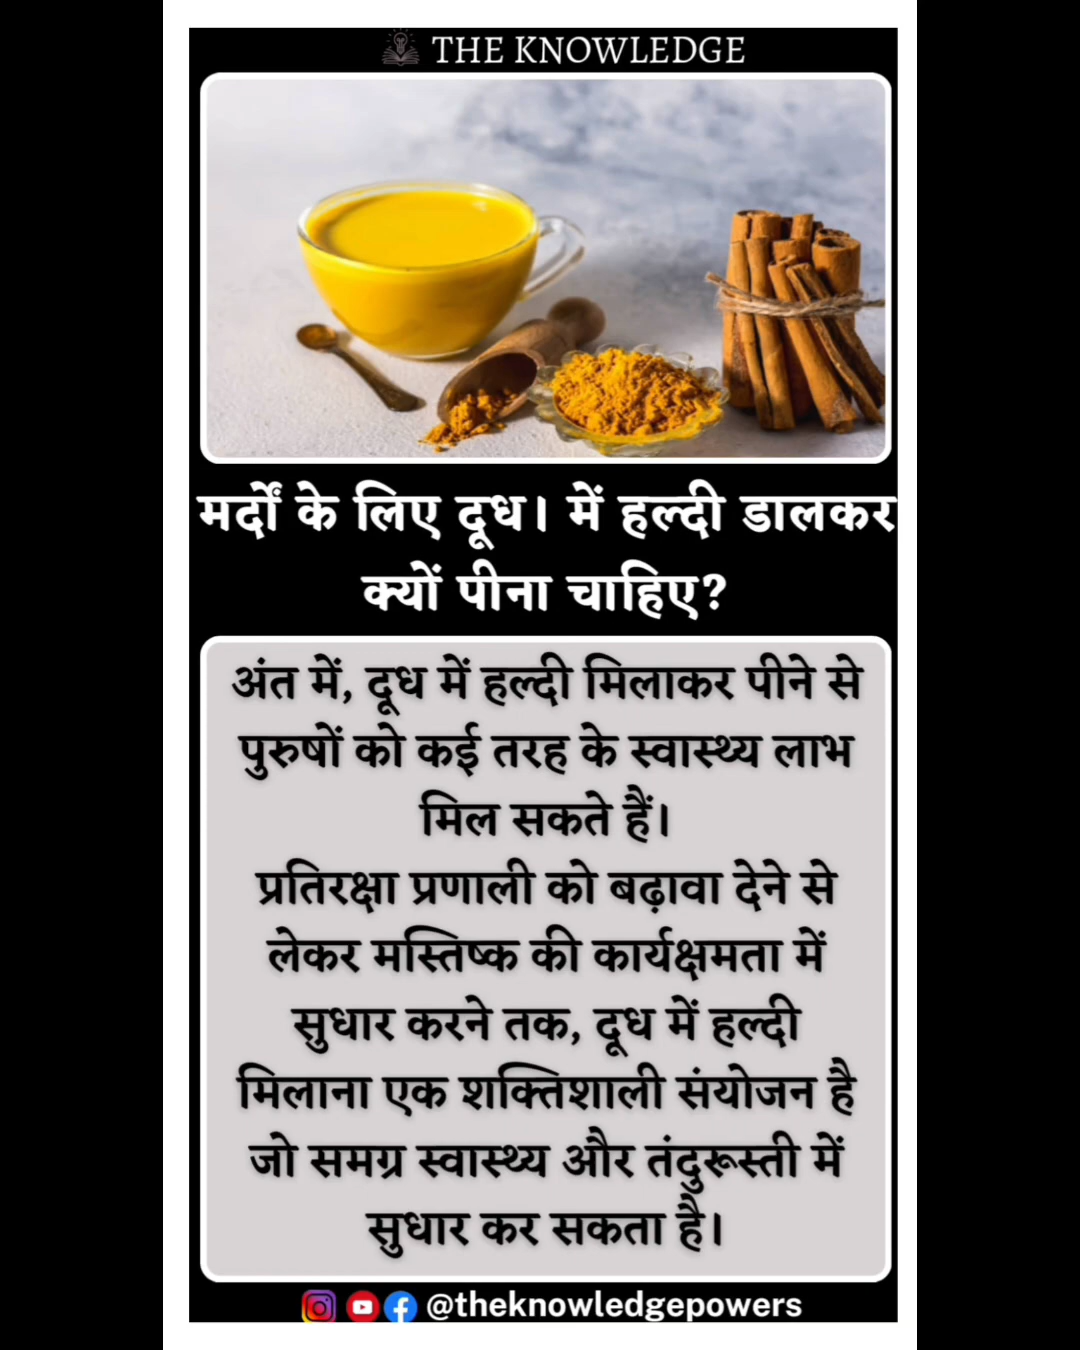 THE KNOWLEDGE
मर्दों के लिए दूध। में हल्दी डालकर
क्यों पीना चाहिए?
अंत में, दूध में हल्दी मिलाकर पीने से
पुरुषों को कई तरह के स्वास्थ्य लाभ
मिल सकते हैं।
प्रतिरक्षा प्रणाली को बढ़ावा देने से
लेकर मस्तिष्क की कार्यक्षमता में
सुधार करने तक, दूध में हल्दी
मिलाना एक शक्तिशाली संयोजन है
जो समग्र स्वास्थ्य और तंदुरूस्ती में
सुधार कर सकता है।
@theknowledgepowers